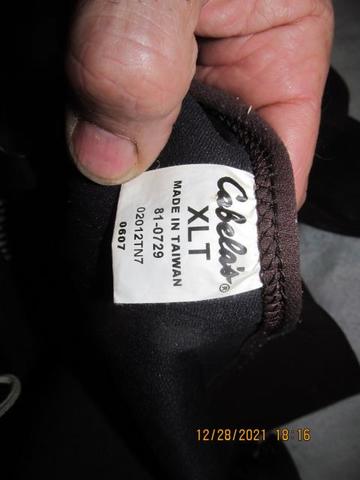 Cabela's®
XLT
MADE IN TAIWAN
81-0729
02012TN7
0607
12/28/2021 18:16